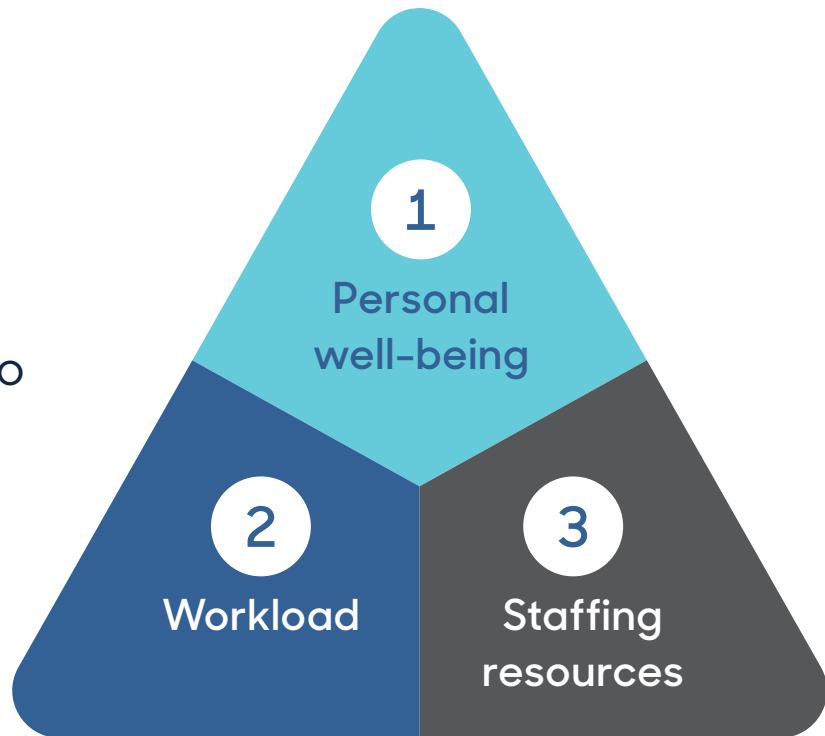 1
Personal
well-being
o
2
Workload
3
Staffing
resources